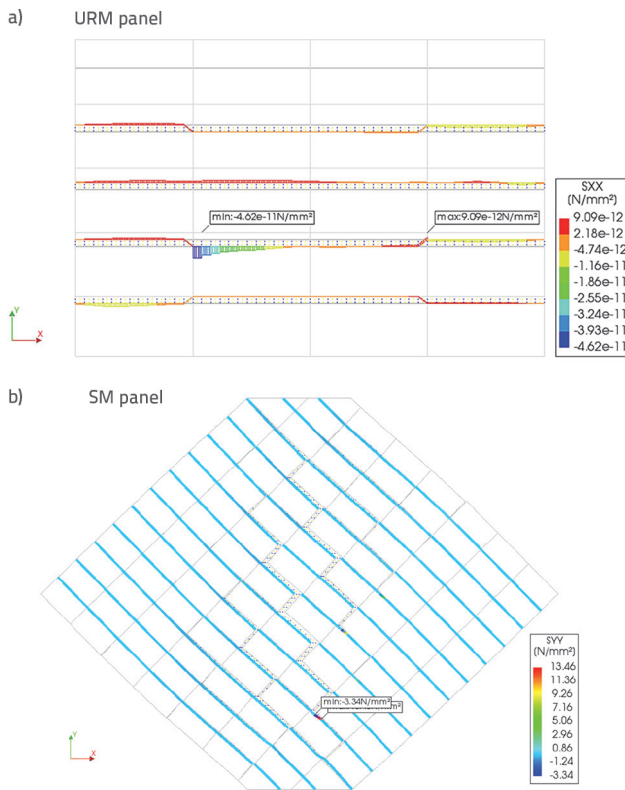 a)
URM panel
min:-4.62e-11N/mm²
max:9.09e-12N/mm²
SXX
(N/mm²)
9.09e-12
2.18e-12
-4.74e-12
-1.16e-11
-1.86e-11
-2.55e-11
-3.24e-11
-3.93e-11
-4.62e-11
Y
X
b)
SM panel
min:-3.34N/mm²
N/mm²
SYY
(N/mm²)
13.46
11.36
9.26
7.16
5.06
2.96
0.86
-1.24
-3.34
Y
X